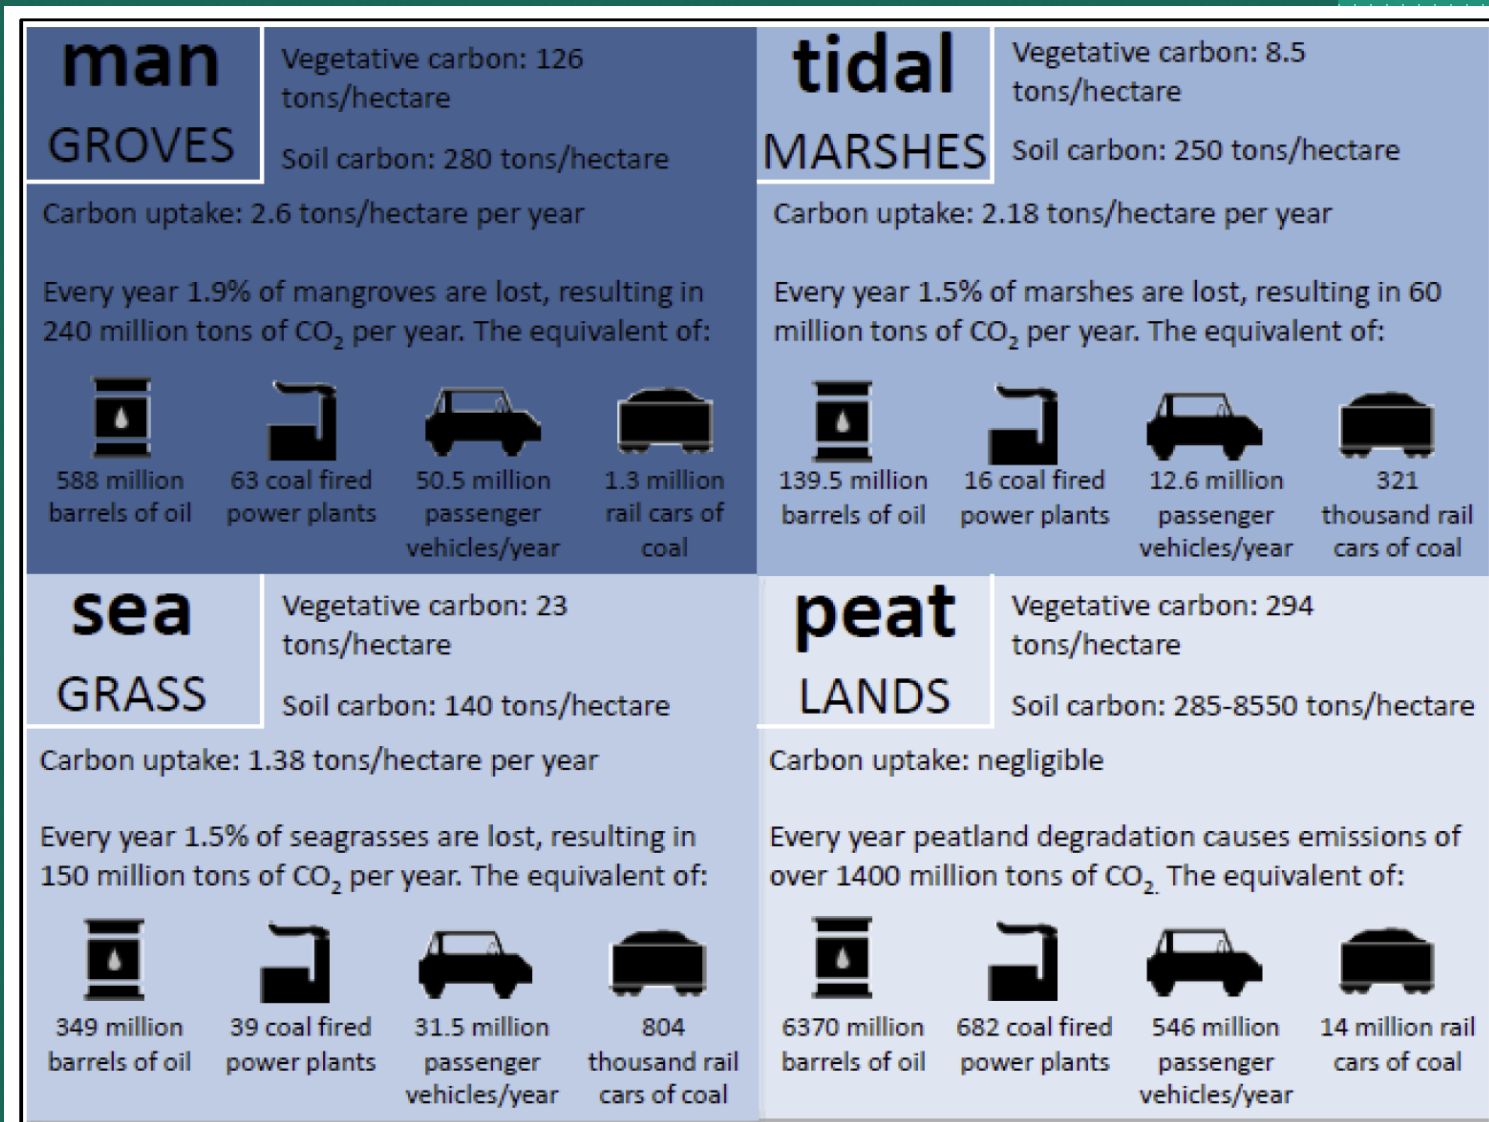 man
GROVES
Vegetative carbon: 126
tons/hectare
Soil carbon: 280 tons/hectare
Carbon uptake: 2.6 tons/hectare per year
Every year 1.9% of mangroves are lost, resulting in
240 million tons of CO₂ per year. The equivalent of:
588 million
barrels of oil
63 coal fired
power plants
50.5 million
passenger
vehicles/year
1.3 million
rail cars of
coal
tidal
MARSHES
Vegetative carbon: 8.5
tons/hectare
Soil carbon: 250 tons/hectare
Carbon uptake: 2.18 tons/hectare per year
Every year 1.5% of marshes are lost, resulting in 60
million tons of CO₂ per year. The equivalent of:
139.5 million
barrels of oil
16 coal fired
power plants
12.6 million
passenger
vehicles/year
321
thousand rail
cars of coal
sea
GRASS
Vegetative carbon: 23
tons/hectare
Soil carbon: 140 tons/hectare
Carbon uptake: 1.38 tons/hectare per year
Every year 1.5% of seagrasses are lost, resulting in
150 million tons of CO₂ per year. The equivalent of:
349 million
barrels of oil
39 coal fired
power plants
31.5 million
passenger
vehicles/year
804
thousand rail
cars of coal
peat
LANDS
Vegetative carbon: 294
tons/hectare
Soil carbon: 285-8550 tons/hectare
Carbon uptake: negligible
Every year peatland degradation causes emissions of
over 1400 million tons of CO₂. The equivalent of:
6370 million
barrels of oil
682 coal fired
power plants
546 million
passenger
vehicles/year
14 million rail
cars of coal